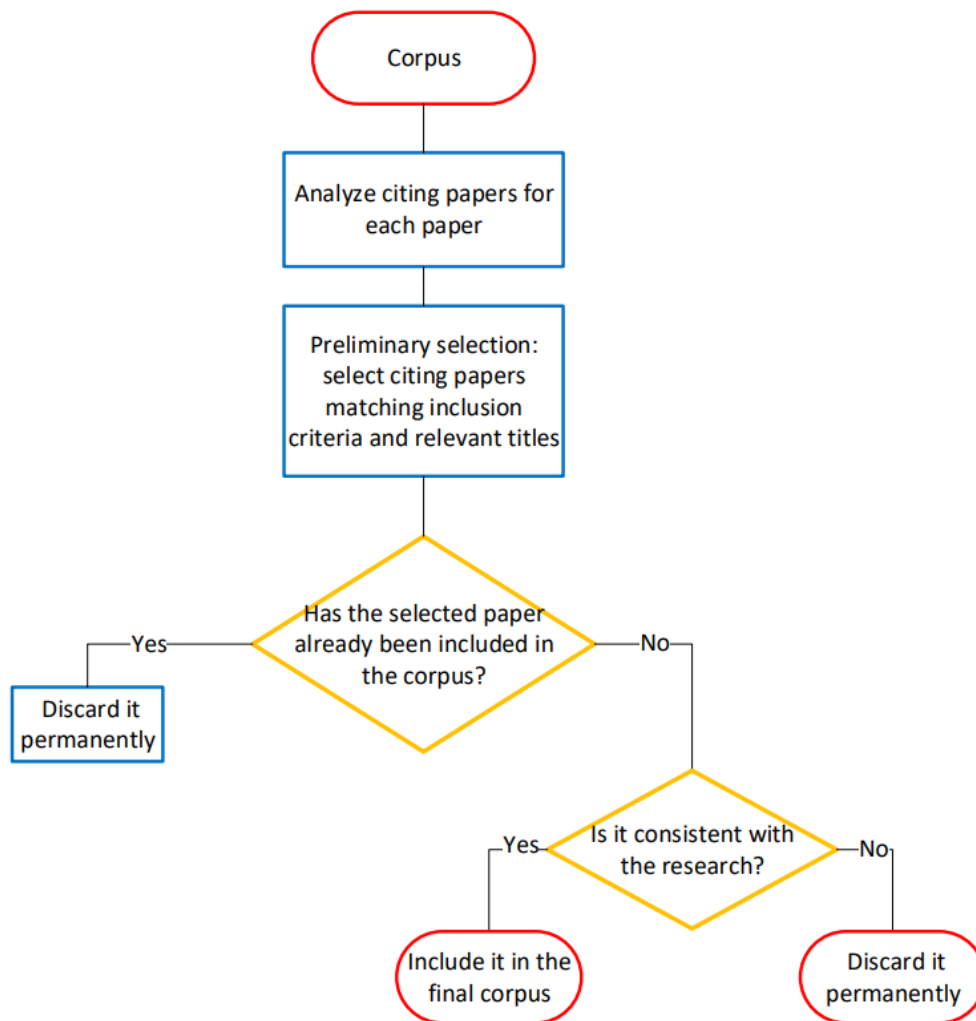 Corpus
Analyze citing papers for
each paper
Preliminary selection:
select citing papers
matching inclusion
criteria and relevant titles
Has the selected paper
already been included in
the corpus?
Yes
No
Discard it
permanently
Is it consistent with
the research?
Yes
No
Include it in the
final corpus
Discard it
permanently